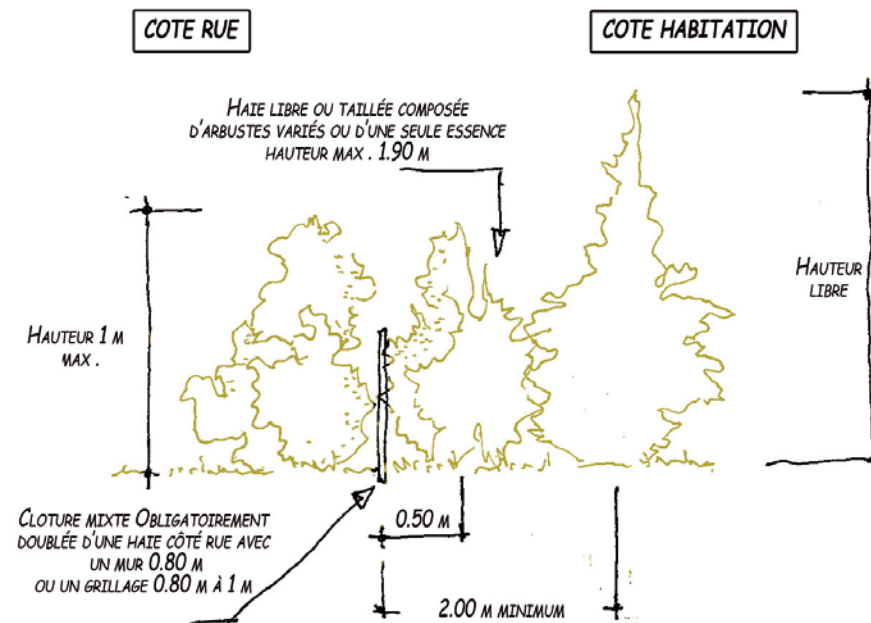 COTE RUE
COTE HABITATION
HAIE LIBRE OU TAILLÉE COMPOSÉE
D'ARBUSTES VARIÉS OU D'UNE SEULE ESSENCE
HAUTEUR MAX . 1.90 M
HAUTEUR 1 M
MAX .
HAUTEUR
LIBRE
CLOTURE MIXTE OBLIGATOIREMENT
DOUBLÉE D'UNE HAIE CÔTÉ RUE AVEC
UN MUR 0.80 M
OU UN GRILLAGE 0.80 M À 1 M
0.50 M
2.00 M MINIMUM